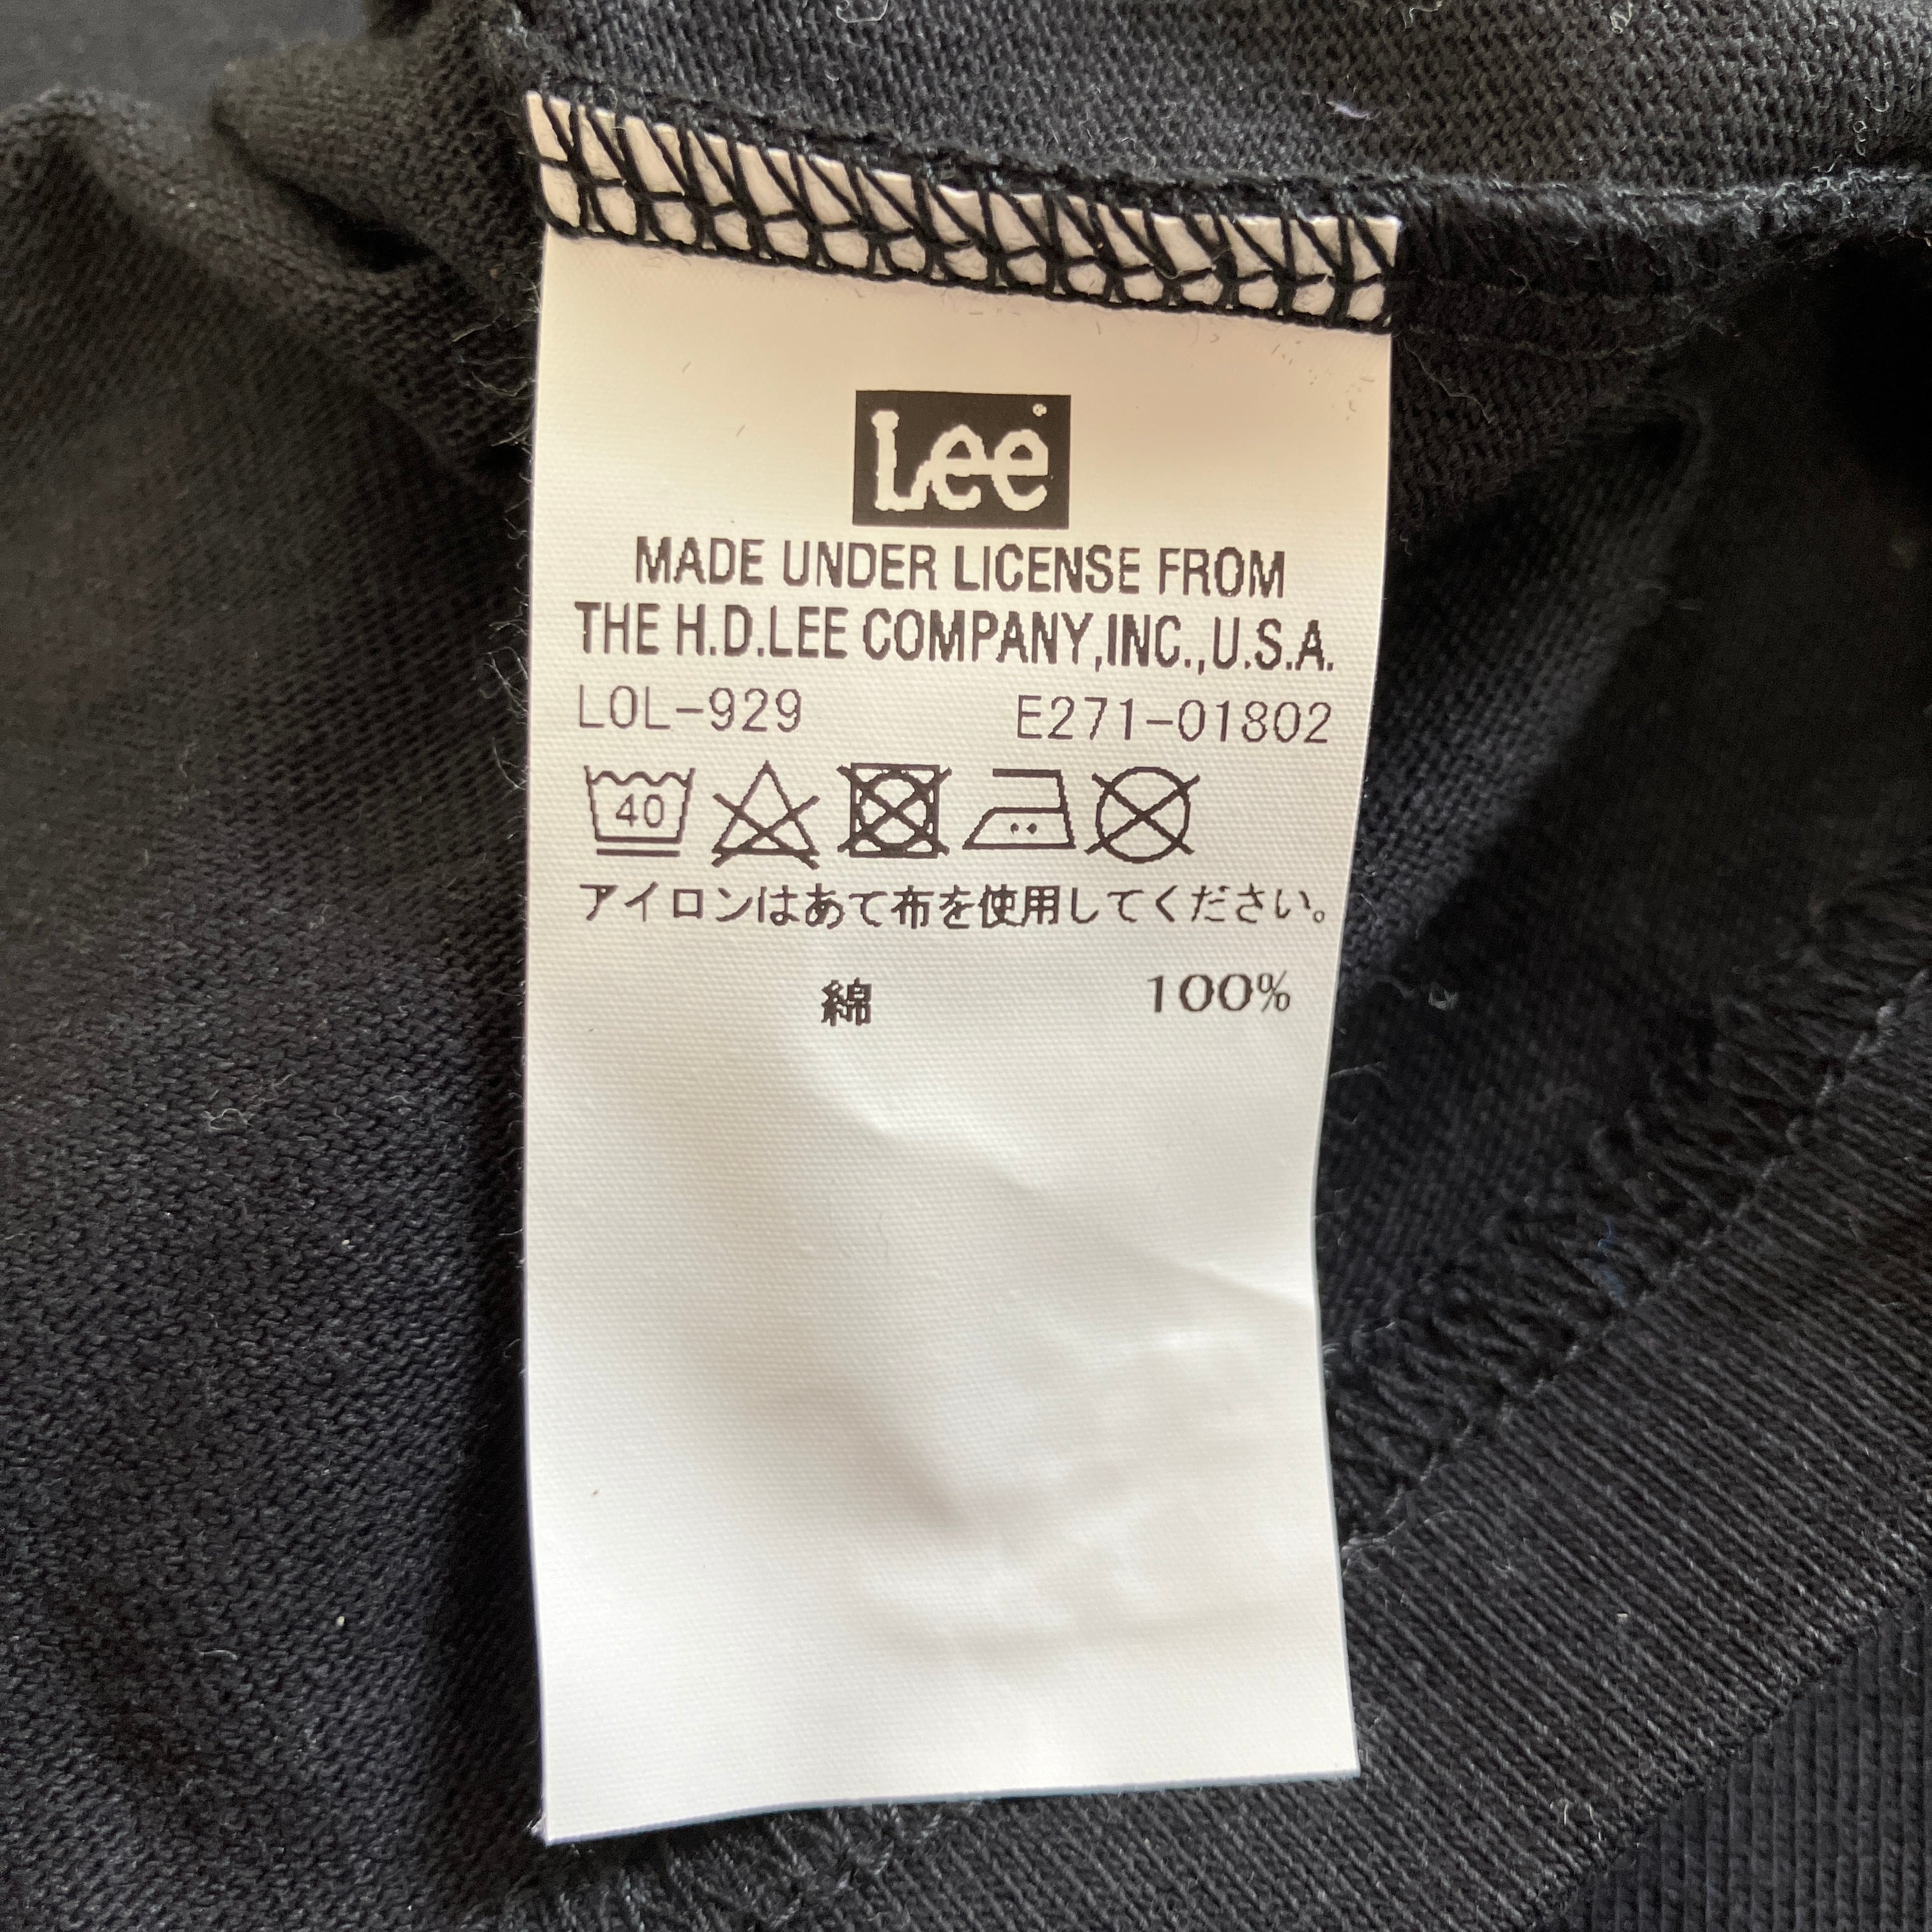 Lee
MADE UNDER LICENSE FROM
THE H.D.LEE COMPANY,INC.,U.S.A.
LOL-929 E271-01802
40
アイロンはあて布を使用してください。
綿 100%